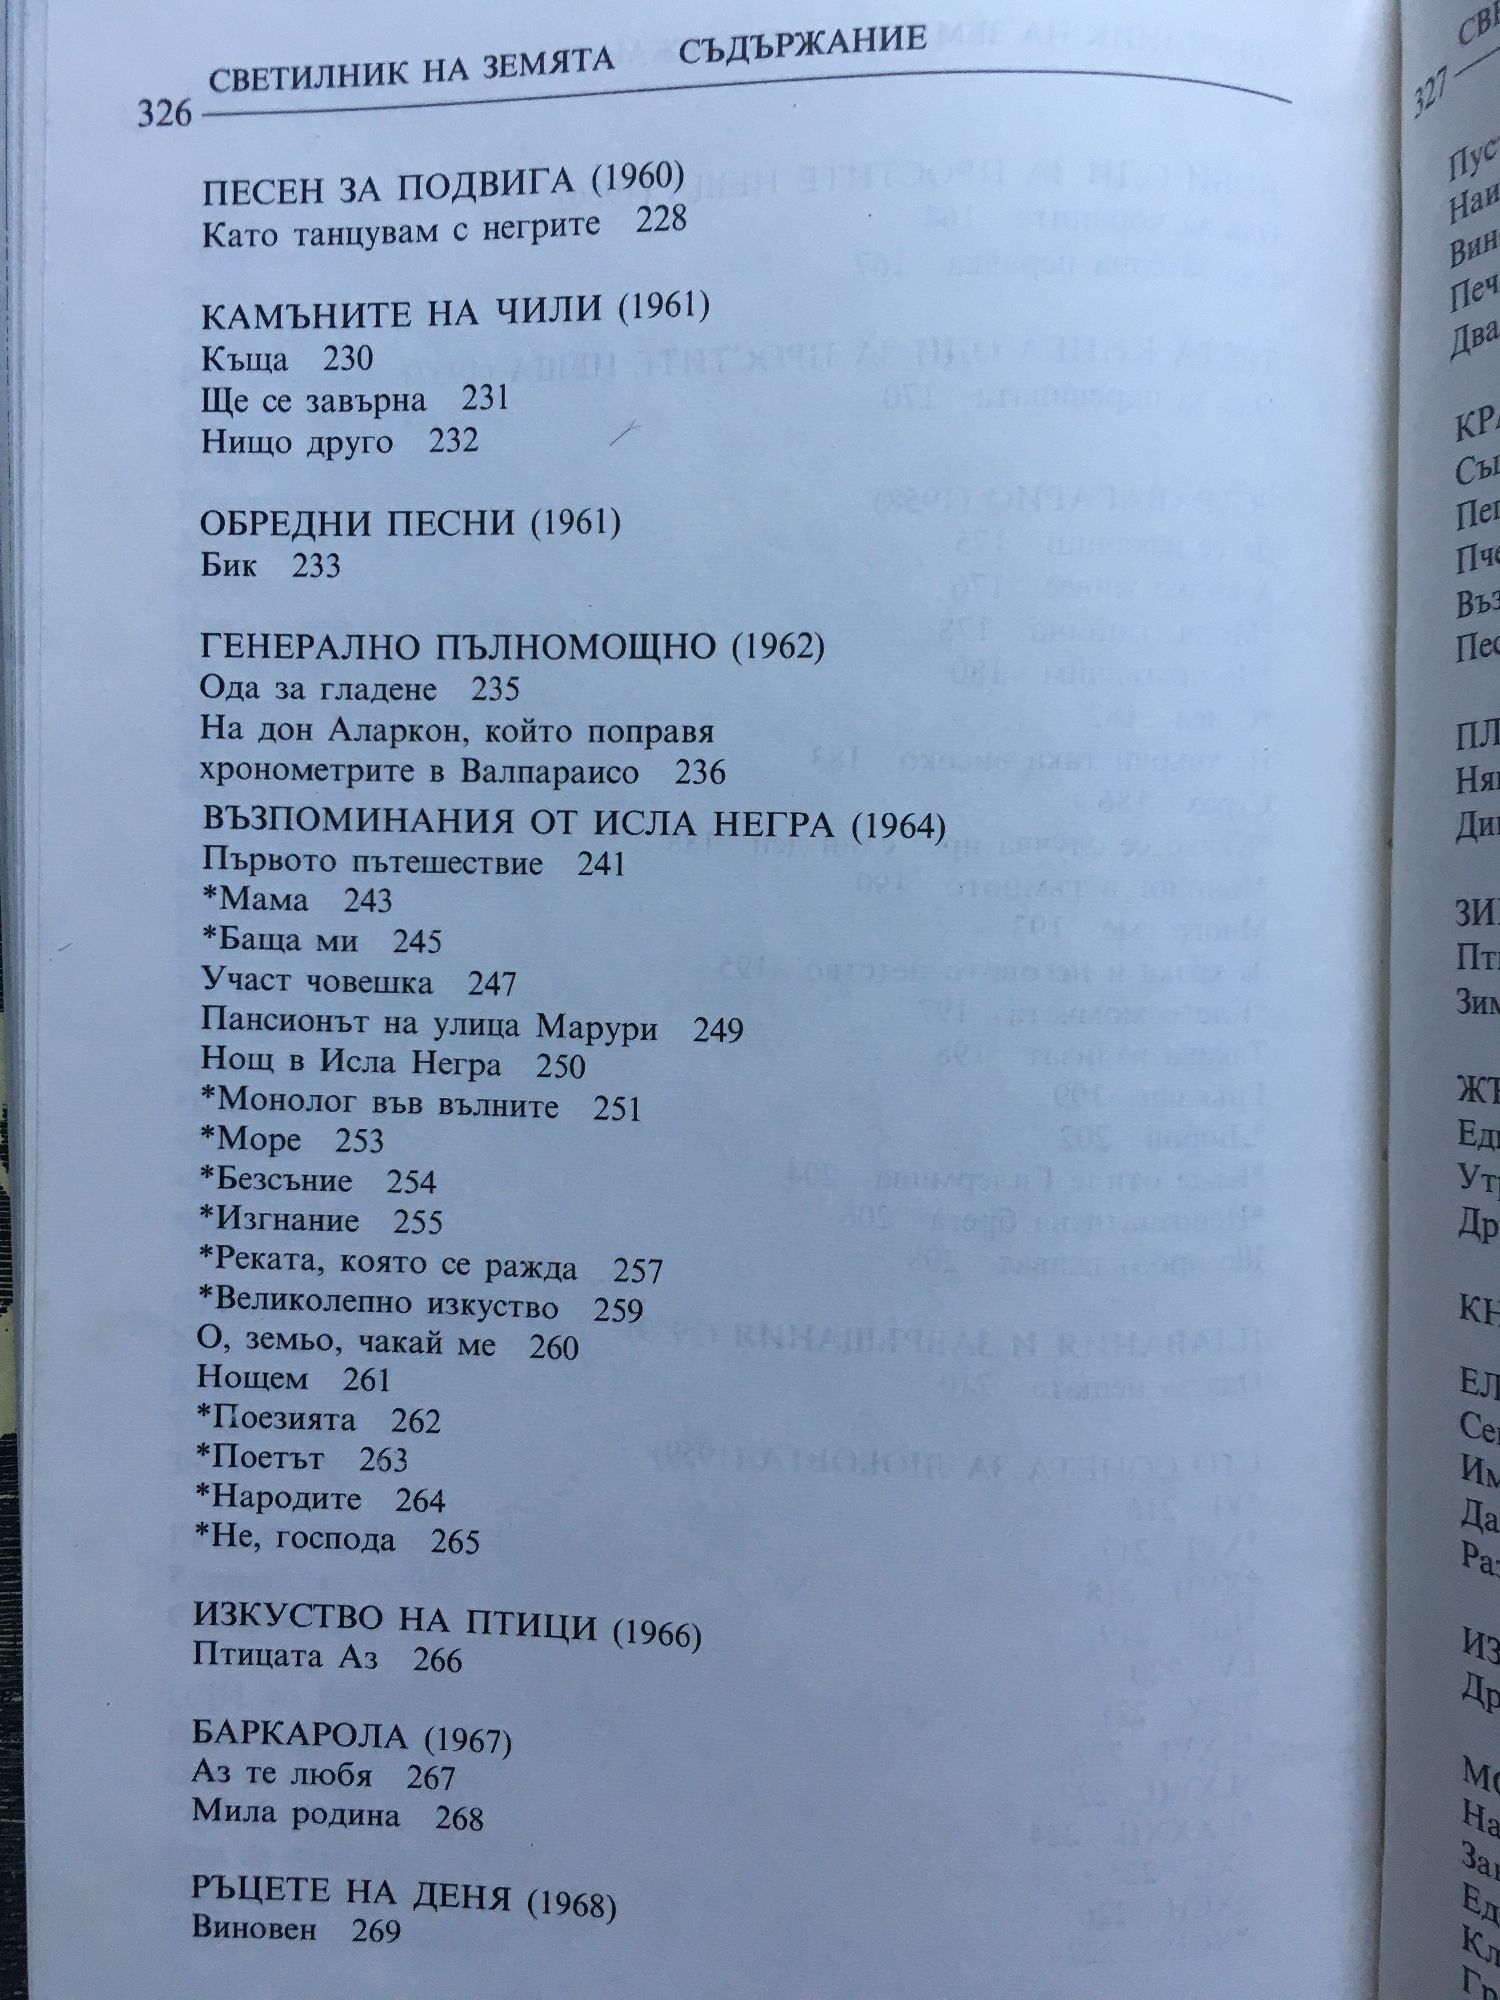 СВЕТИЛНИК НА ЗЕМЯТА СЪДЪРЖАНИЕ
326
ПЕСЕН ЗА ПОДВИГА (1960)
Като танцувам с негрите 228
КАМЪНИТЕ НА ЧИЛИ (1961)
Къща 230
Ще се завърна 231
Нищо друго 232
ОБРЕДНИ ПЕСНИ (1961)
Бик 233
ГЕНЕРАЛНО ПЪЛНОМОЩНО (1962)
Ода за гладене 235
На дон Аларкон, който поправя
хронометрите в Валпараисо 236
ВЪЗПОМИНАНИЯ ОТ ИСЛА НЕГРА (1964)
Първото пътешествие 241
*Мама 243
*Баща ми 245
Участ човешка 247
Пансионът на улица Марури 249
Нощ в Исла Негра 250
*Монолог във вълните 251
*Море 253
*Безсъние 254
*Изгнание 255
*Реката, която се ражда 257
*Великолепно изкуство 259
О, земьо, чакай ме 260
Нощем 261
*Поезията 262
*Поетът 263
*Народите 264
*Не, господа 265
ИЗКУСТВО НА ПТИЦИ (1966)
Птицата Аз 266
БАРКАРОЛА (1967)
Аз те любя 267
Мила родина 268
РЪЦЕТЕ НА ДЕНЯ (1968)
Виновен 269
327